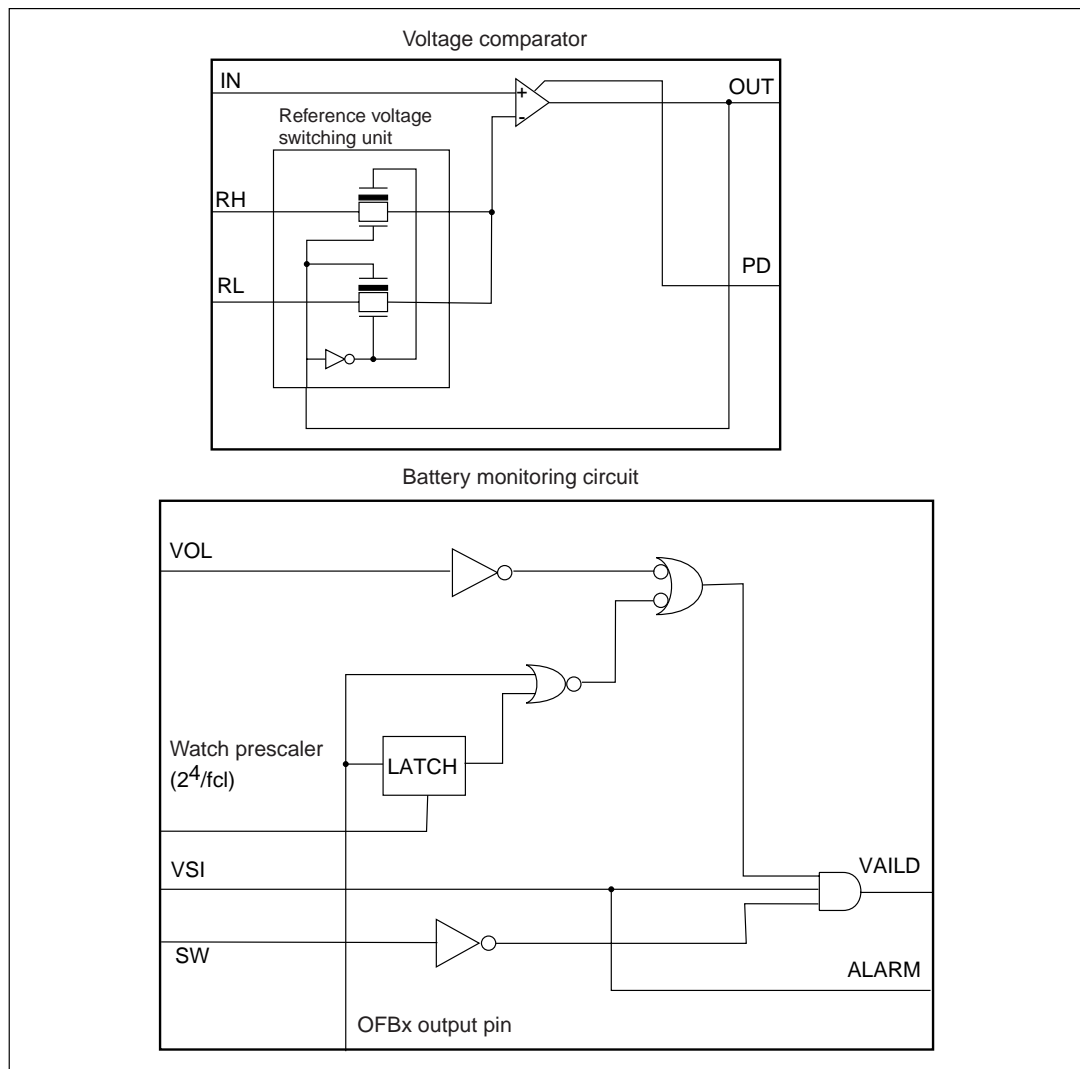 Voltage comparator
IN
OUT
+
-
Reference voltage
switching unit
RH
PD
RL
Battery monitoring circuit
VOL
Watch prescaler
(2⁴/fcl)
LATCH
VSI
VAILD
SW
ALARM
OFBx output pin